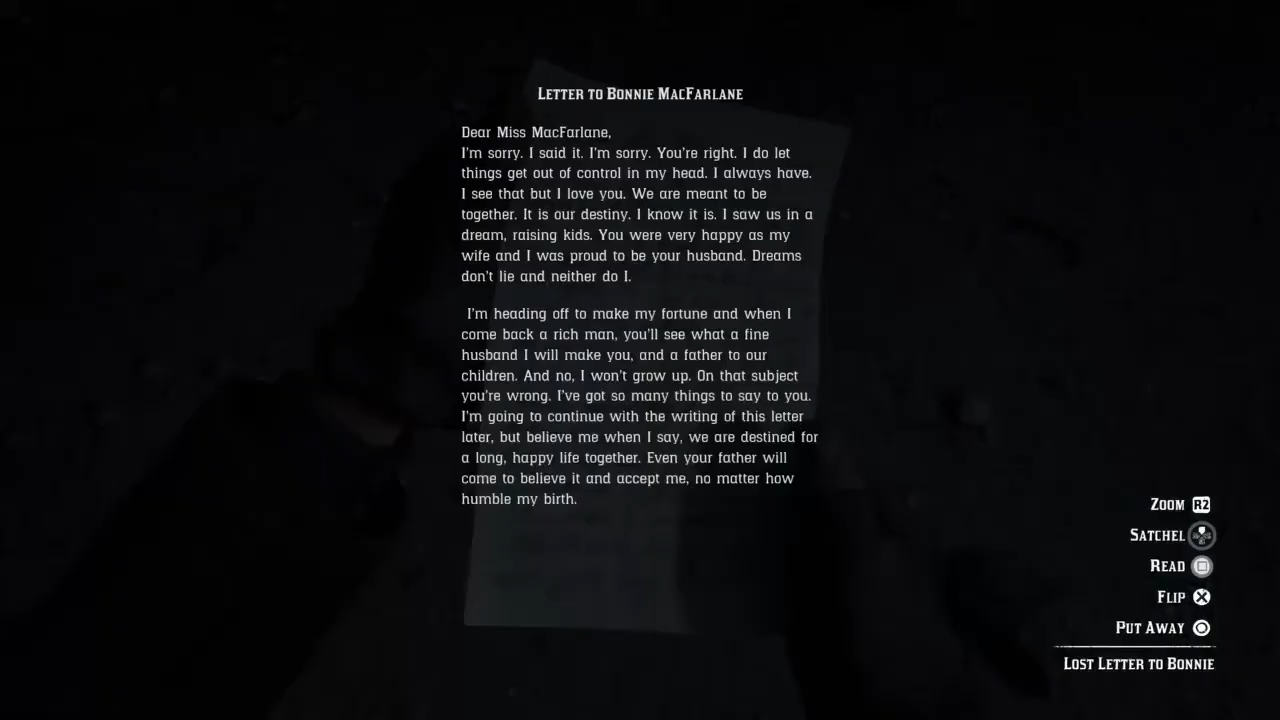 Letter to Bonnie MacFarlane
Dear Miss MacFarlane,
I'm sorry. I said it. I'm sorry. You're right. I do let
things get out of control in my head. I always have.
I see that but I love you. We are meant to be
together. It is our destiny. I know it is. I saw us in a
dream, raising kids. You were very happy as my
wife and I was proud to be your husband. Dreams
don't lie and neither do I.
I'm heading off to make my fortune and when I
come back a rich man, you'll see what a fine
husband I will make you, and a father to our
children. And no, I won't grow up. On that subject
you're wrong. I've got so many things to say to you.
I'm going to continue with the writing of this letter
later, but believe me when I say, we are destined for
a long, happy life together. Even your father will
come to believe it and accept me, no matter how
humble my birth.
Zoom R2
Satchel
Read
Flip
Put Away
Lost Letter to Bonnie